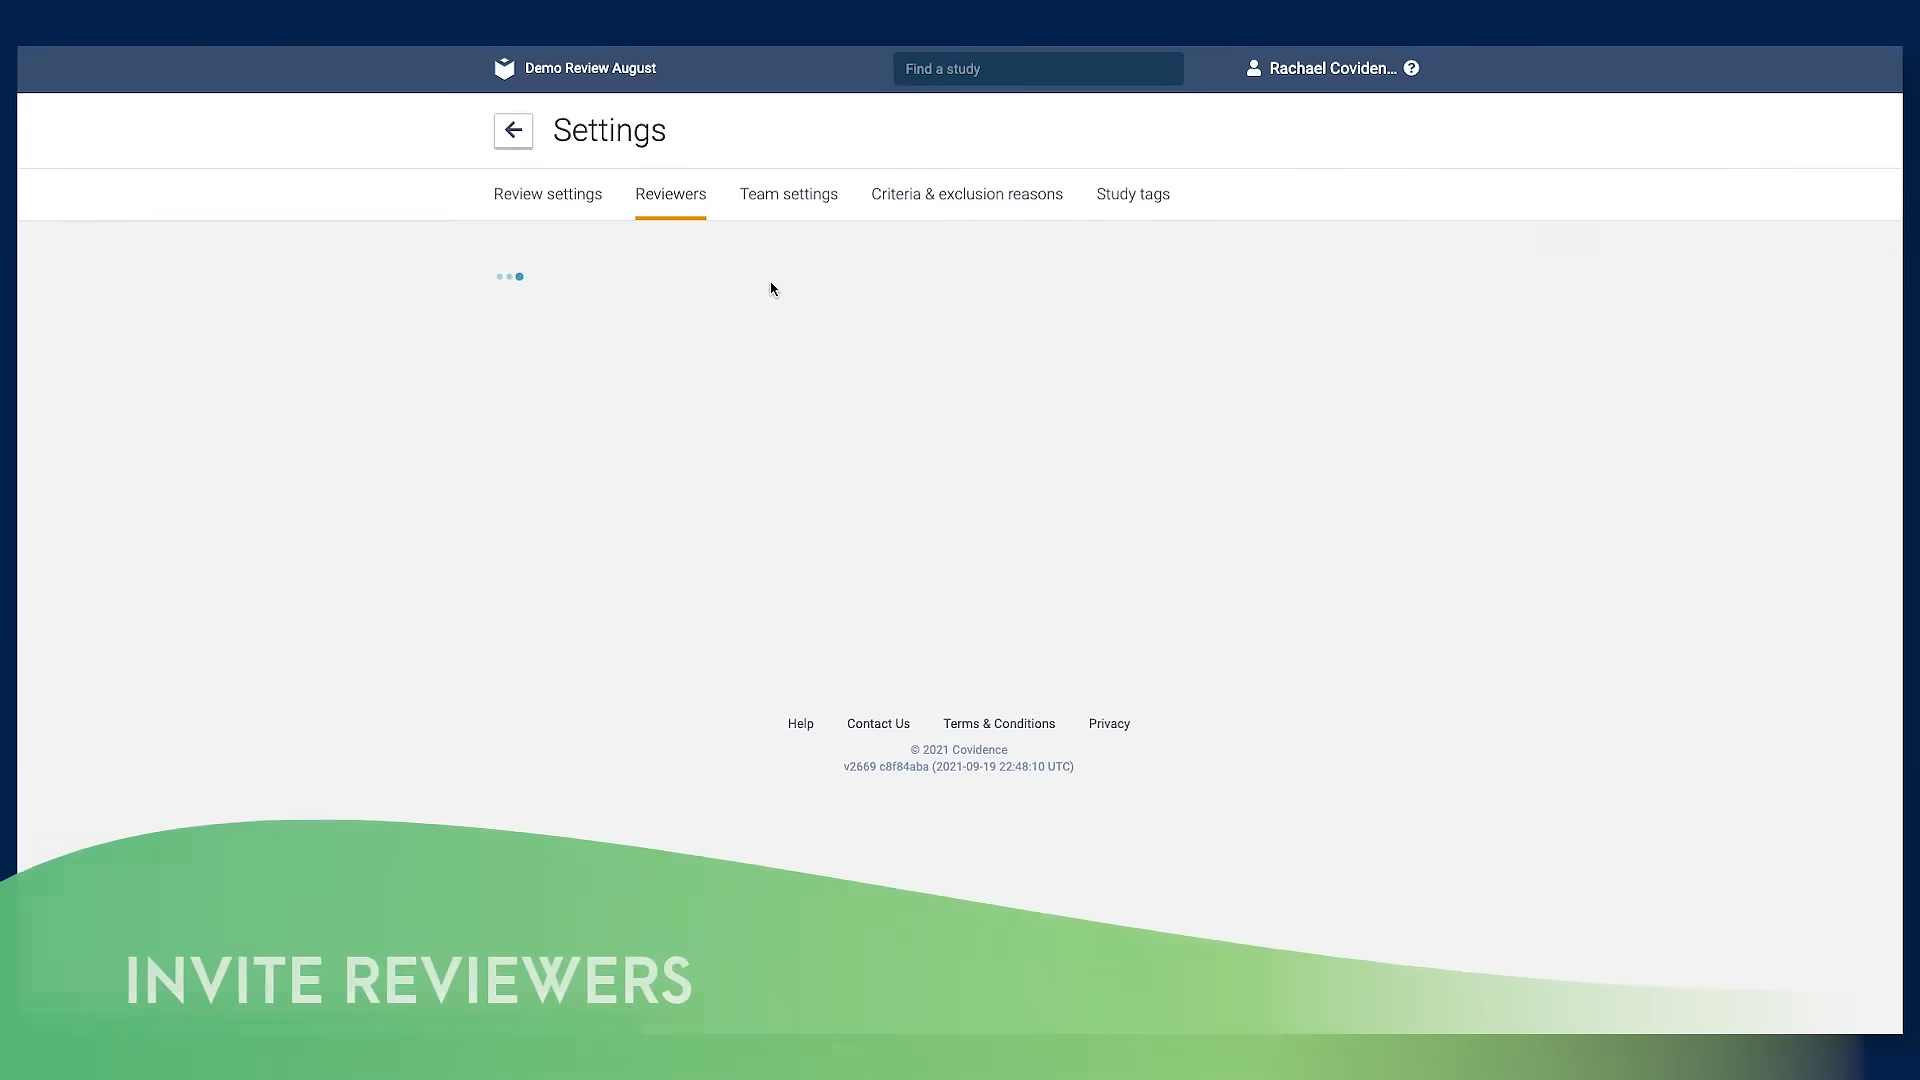 Demo Review August
Find a study
Rachael Coviden...
Settings
Review settings
Reviewers
Team settings
Criteria & exclusion reasons
Study tags
Help
Contact Us
Terms & Conditions
Privacy
© 2021 Covidence
v2669 c8f84aba (2021-09-19 22:48:10 UTC)
INVITE REVIEWERS